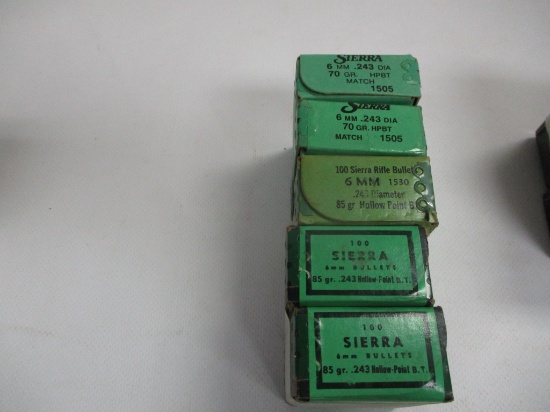 SIERRA
6 MM .243 DIA
70 GR. HPBT
MATCH
1505
SIERRA
6 MM .243 DIA
70 GR. HPBT
MATCH 1505
100 Sierra Rifle Bullets
6 MM 1530
.243 Diameter
85 gr Hollow Point B.T.
100
SIERRA
6mm BULLETS
85 gr. .243 Hollow-Point B.T.
100
SIERRA
6mm BULLETS
85 gr. .243 Hollow-Point B.T.